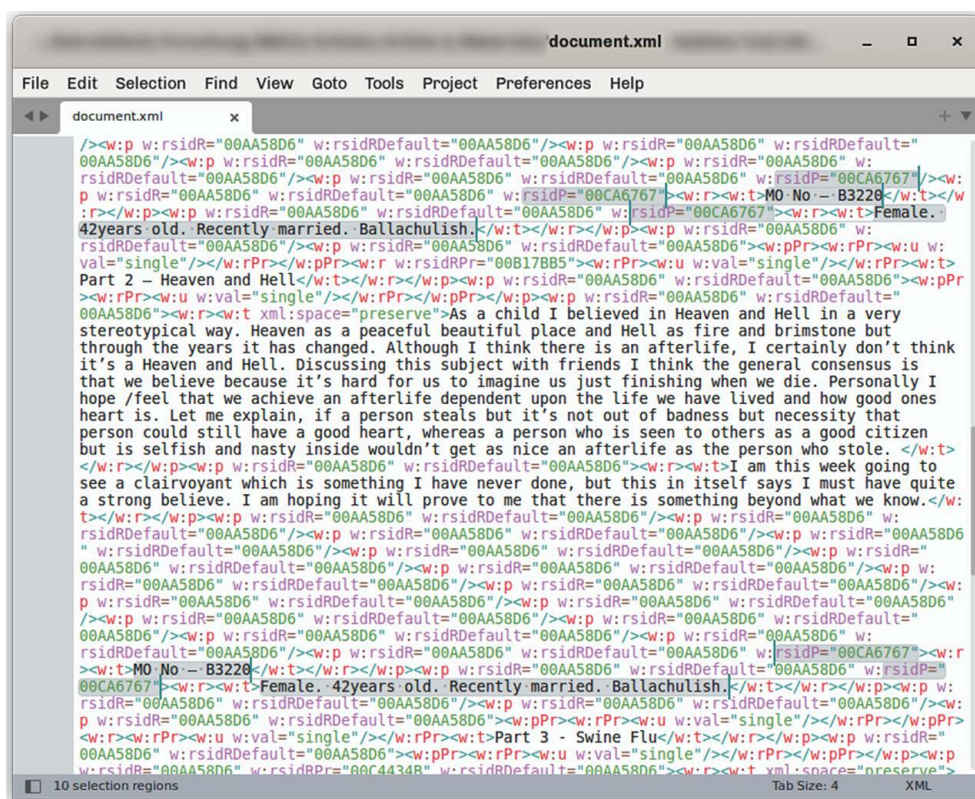 document.xml
File Edit Selection Find View Goto Tools Project Preferences Help
document.xml
/><w:p w:rsidR="00AA58D6" w:rsidRDefault="00AA58D6"/><w:p w:rsidR="00AA58D6" w:rsidRDefault="
00AA58D6"/><w:p w:rsidR="00AA58D6" w:rsidRDefault="00AA58D6"/><w:p w:rsidR="00AA58D6" w:
rsidRDefault="00AA58D6"/><w:p w:rsidR="00AA58D6" w:rsidRDefault="00AA58D6" w:rsidP="00CA6767"/><w:
p w:rsidR="00AA58D6" w:rsidRDefault="00AA58D6" w:rsidP="00CA6767"><w:r><w:t>MO No – B3220</w:t></w
:r></w:p><w:p w:rsidR="00AA58D6" w:rsidRDefault="00AA58D6" w:rsidP="00CA6767"><w:r><w:t>Female.
42years old. Recently married. Ballachulish.</w:t></w:r></w:p><w:p w:rsidR="00AA58D6" w:
rsidRDefault="00AA58D6"/><w:p w:rsidR="00AA58D6" w:rsidRDefault="00AA58D6"><w:pPr><w:rPr><w:u w:
val="single"/></w:rPr></w:pPr><w:r w:rsidRPr="00B17BB5"><w:rPr><w:u w:val="single"/></w:rPr><w:t>
Part 2 – Heaven and Hell</w:t></w:r></w:p><w:p w:rsidR="00AA58D6" w:rsidRDefault="00AA58D6"><w:pPr
><w:rPr><w:u w:val="single"/></w:rPr></w:pPr></w:p><w:p w:rsidR="00AA58D6" w:rsidRDefault="
00AA58D6"><w:r><w:t xml:space="preserve">As a child I believed in Heaven and Hell in a very
stereotypical way. Heaven as a peaceful beautiful place and Hell as fire and brimstone but
through the years it has changed. Although I think there is an afterlife, I certainly don't think
it's a Heaven and Hell. Discussing this subject with friends I think the general consensus is
that we believe because it's hard for us to imagine us just finishing when we die. Personally I
hope /feel that we achieve an afterlife dependent upon the life we have lived and how good ones
heart is. Let me explain, if a person steals but it's not out of badness but necessity that
person could still have a good heart, whereas a person who is seen to others as a good citizen
but is selfish and nasty inside wouldn't get as nice an afterlife as the person who stole. </w:t>
</w:r></w:p><w:p w:rsidR="00AA58D6" w:rsidRDefault="00AA58D6"><w:r><w:t>I am this week going to
see a clairvoyant which is something I have never done, but this in itself says I must have quite
a strong believe. I am hoping it will prove to me that there is something beyond what we know.</w:
t></w:r></w:p><w:p w:rsidR="00AA58D6" w:rsidRDefault="00AA58D6"/><w:p w:rsidR="00AA58D6" w:
rsidRDefault="00AA58D6"/><w:p w:rsidR="00AA58D6" w:rsidRDefault="00AA58D6"/><w:p w:rsidR="00AA58D6
" w:rsidRDefault="00AA58D6"/><w:p w:rsidR="00AA58D6" w:rsidRDefault="00AA58D6"/><w:p w:rsidR="
00AA58D6" w:rsidRDefault="00AA58D6"/><w:p w:rsidR="00AA58D6" w:rsidRDefault="00AA58D6"/><w:p w:
rsidR="00AA58D6" w:rsidRDefault="00AA58D6"/><w:p w:rsidR="00AA58D6" w:rsidRDefault="00AA58D6"/><w:
p w:rsidR="00AA58D6" w:rsidRDefault="00AA58D6"/><w:p w:rsidR="00AA58D6" w:rsidRDefault="00AA58D6"
/><w:p w:rsidR="00AA58D6" w:rsidRDefault="00AA58D6"/><w:p w:rsidR="00AA58D6" w:rsidRDefault="
00AA58D6"/><w:p w:rsidR="00AA58D6" w:rsidRDefault="00AA58D6"/><w:p w:rsidR="00AA58D6" w:
rsidRDefault="00AA58D6"/><w:p w:rsidR="00AA58D6" w:rsidRDefault="00AA58D6" w:rsidP="00CA6767"><w:r
><w:t>MO No – B3220</w:t></w:r></w:p><w:p w:rsidR="00AA58D6" w:rsidRDefault="00AA58D6" w:rsidP="
00CA6767"><w:r><w:t>Female. 42years old. Recently married. Ballachulish.</w:t></w:r></w:p><w:p w:
rsidR="00AA58D6" w:rsidRDefault="00AA58D6"/><w:p w:rsidR="00AA58D6" w:rsidRDefault="00AA58D6"/><w:
p w:rsidR="00AA58D6" w:rsidRDefault="00AA58D6"><w:pPr><w:rPr><w:u w:val="single"/></w:rPr></w:pPr>
<w:r><w:rPr><w:u w:val="single"/></w:rPr><w:t>Part 3 - Swine Flu</w:t></w:r></w:p><w:p w:rsidR="
00AA58D6" w:rsidRDefault="00AA58D6"><w:pPr><w:rPr><w:u w:val="single"/></w:rPr></w:pPr></w:p><w:p
w:rsidR="00AA58D6" w:rsidRPr="00C4434B" w:rsidRDefault="00AA58D6"><w:r><w:t xml:space="preserve">
10 selection regions Tab Size: 4 XML